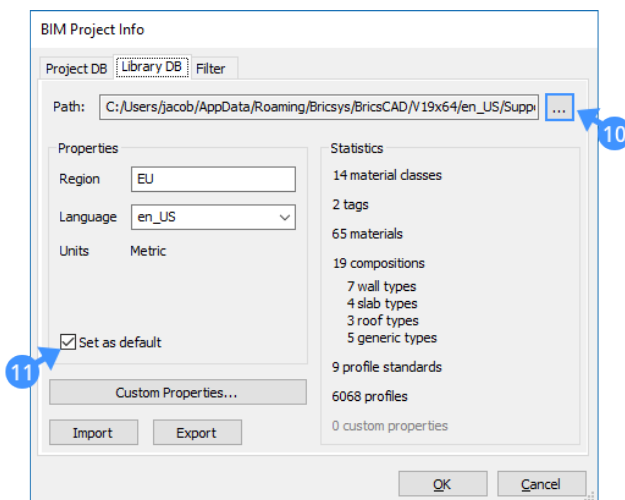 BIM Project Info
Project DB Library DB Filter
Path: C:/Users/jacob/AppData/Roaming/Bricsys/BricsCAD/V19x64/en_US/Supp ...
10
Properties
Region EU
Language en_US
Units Metric
Set as default
11
Custom Properties...
Import Export
Statistics
14 material classes
2 tags
65 materials
19 compositions
7 wall types
4 slab types
3 roof types
5 generic types
9 profile standards
6068 profiles
0 custom properties
OK Cancel